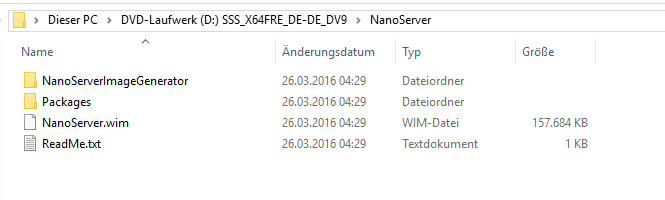 Dieser PC > DVD-Laufwerk (D:) SSS_X64FRE_DE-DE_DV9 > NanoServer
Name Änderungsdatum Typ Größe
NanoServerImageGenerator 26.03.2016 04:29 Dateiordner
Packages 26.03.2016 04:29 Dateiordner
NanoServer.wim 26.03.2016 04:29 WIM-Datei 157.684 KB
ReadMe.txt 26.03.2016 04:29 Textdokument 1 KB